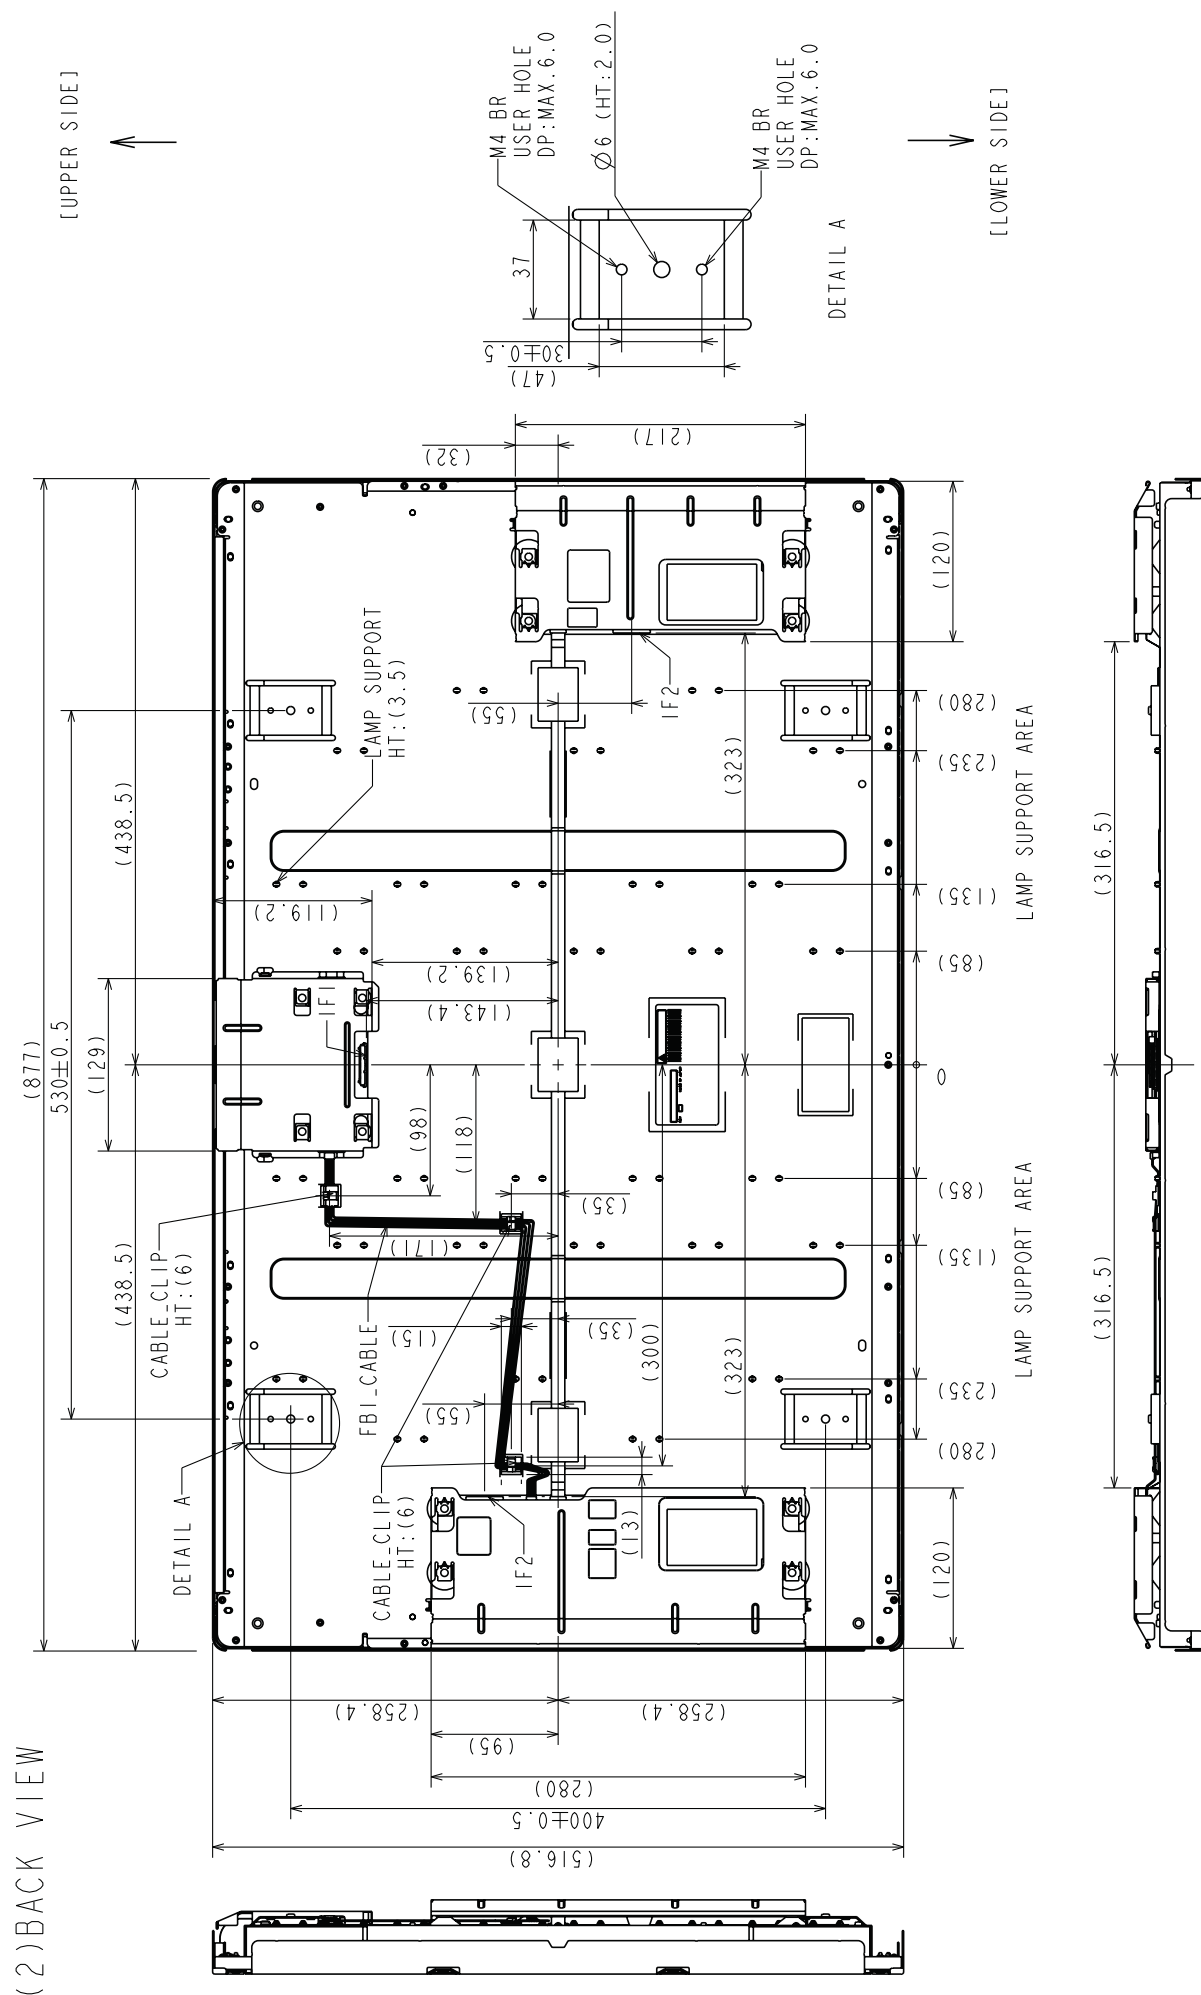 (2)BACK VIEW
[UPPER SIDE]
(877)
530±0.5
(438.5)
(438.5)
(129)
DETAIL A
CABLE_CLIP
HT:(6)
LAMP SUPPORT
HT:(3.5)
(119.2)
IF1
(139.2)
(143.4)
(98)
(118)
(35)
(171)
FBI_CABLE
CABLE_CLIP
HT:(6)
(15)
(35)
(55)
(300)
(323)
(323)
(55)
IF2
IF2
(13)
(32)
(217)
(120)
(120)
(280)
(235)
(135)
(85)
0
(85)
(135)
(235)
(280)
LAMP SUPPORT AREA
LAMP SUPPORT AREA
(316.5)
(316.5)
(258.4)
(258.4)
(95)
(280)
400±0.5
(516.8)
M4 BR
USER HOLE
DP:MAX.6.0
Ø6 (HT:2.0)
M4 BR
USER HOLE
DP:MAX.6.0
37
30±0.5
(47)
DETAIL A
[LOWER SIDE]